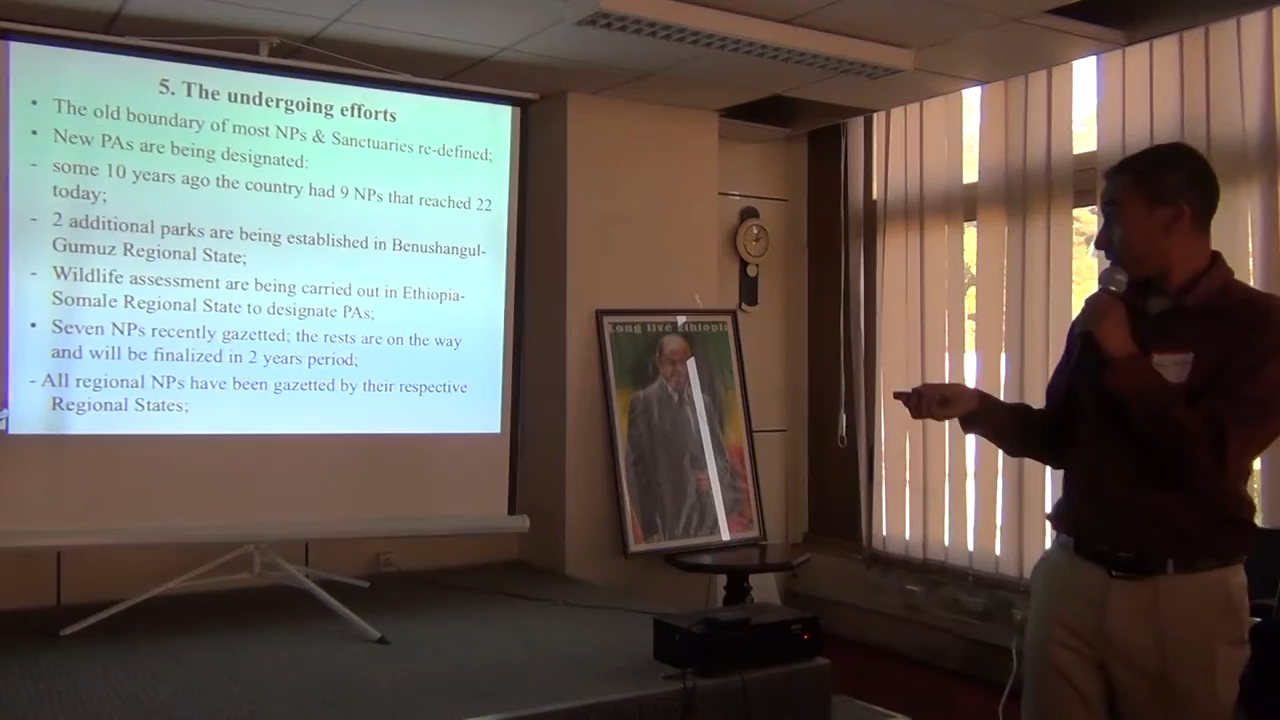 5. The undergoing efforts
• The old boundary of most NPs & Sanctuaries re-defined;
• New PAs are being designated:
- some 10 years ago the country had 9 NPs that reached 22
today;
- 2 additional parks are being established in Benushangul-
Gumuz Regional State;
- Wildlife assessment are being carried out in Ethiopia-
Somale Regional State to designate PAs;
• Seven NPs recently gazetted; the rests are on the way
and will be finalized in 2 years period;
- All regional NPs have been gazetted by their respective
Regional States;
Long live Ethiopia